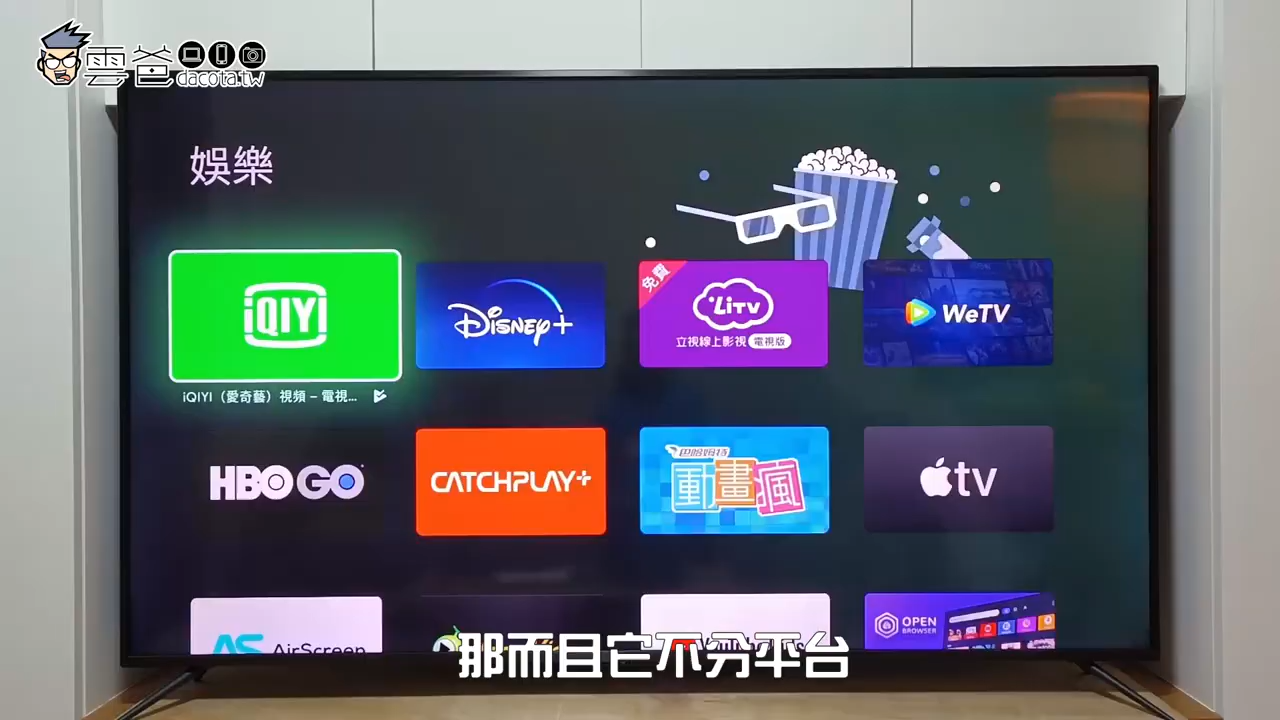 雲爸
dacota.tw
娛樂
iQIYI
Disney+
免費
LiTV
立視線上影視 電視版
WeTV
iQIYI（愛奇藝）視頻 – 電視...
HBO GO
CATCHPLAY+
巴哈姆特
動畫瘋
tv
AS AirScreen
OPEN
BROWSER
那而且它不分平台